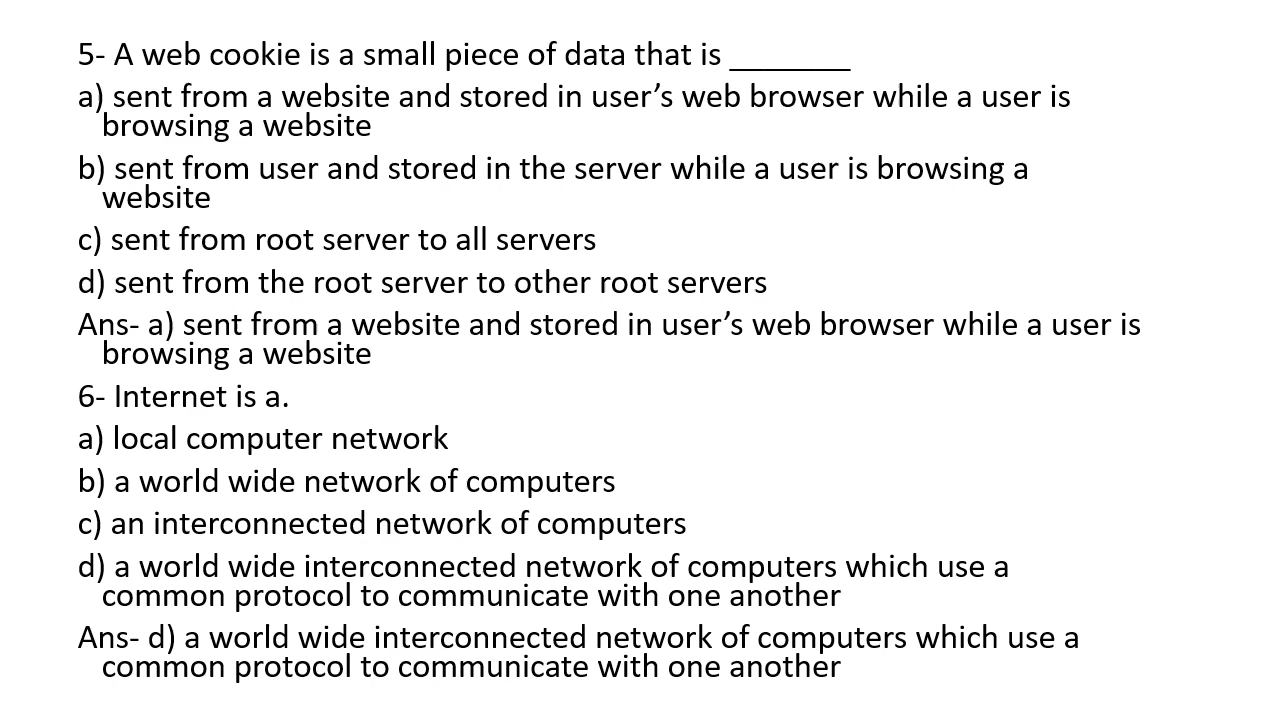 5- A web cookie is a small piece of data that is _______
a) sent from a website and stored in user’s web browser while a user is
browsing a website
b) sent from user and stored in the server while a user is browsing a
website
c) sent from root server to all servers
d) sent from the root server to other root servers
Ans- a) sent from a website and stored in user’s web browser while a user is
browsing a website
6- Internet is a.
a) local computer network
b) a world wide network of computers
c) an interconnected network of computers
d) a world wide interconnected network of computers which use a
common protocol to communicate with one another
Ans- d) a world wide interconnected network of computers which use a
common protocol to communicate with one another